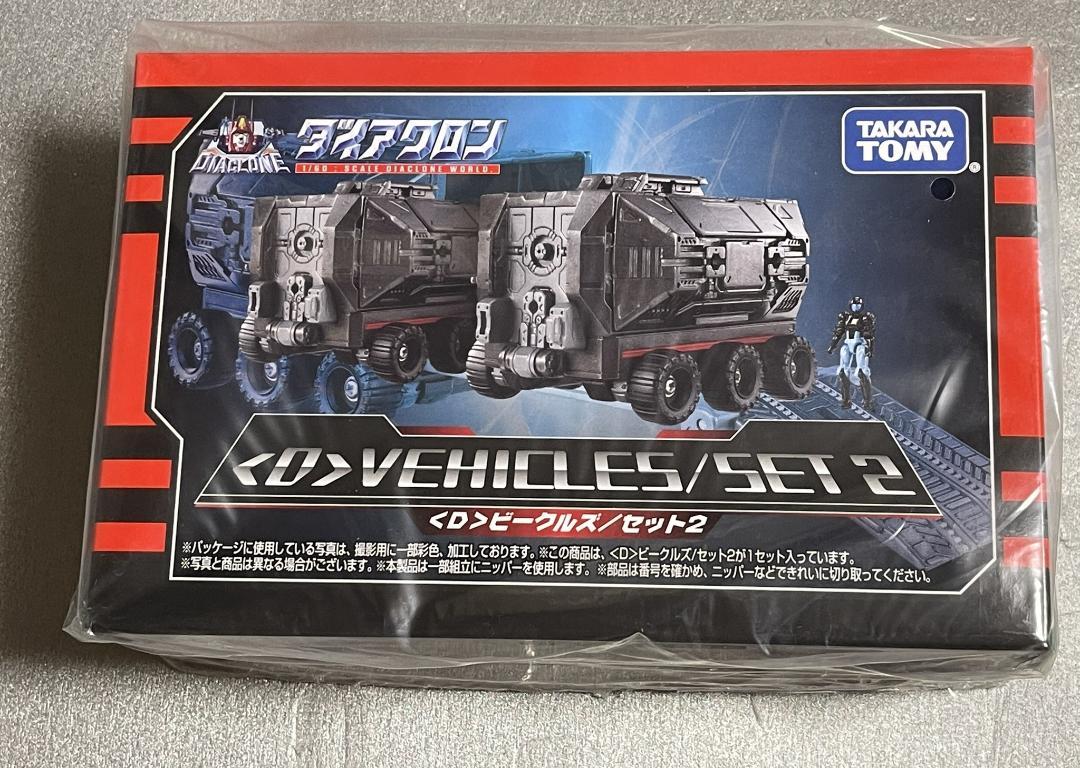 DIACLONE
ダイアクロン
1/60 : SCALE DIACLONE WORLD.
TAKARA
TOMY
®
<D>VEHICLES/SET 2
<D>ビークルズ/セット2
※パッケージに使用している写真は、撮影用に一部彩色、加工しております。※この商品は、<D>ビークルズ/セット2が1セット入っています。
※写真と商品は異なる場合がございます。※本製品は一部組立にニッパーを使用します。※部品は番号を確かめ、ニッパーなどできれいに切り取ってください。